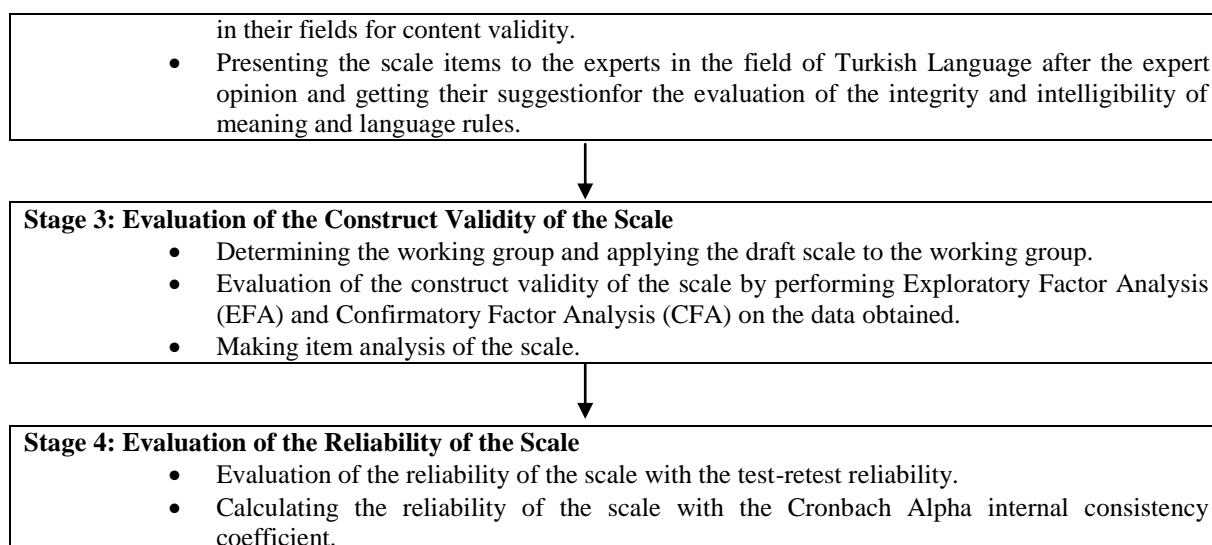 in their fields for content validity.
• Presenting the scale items to the experts in the field of Turkish Language after the expert
opinion and getting their suggestionfor the evaluation of the integrity and intelligibility of
meaning and language rules.
Stage 3: Evaluation of the Construct Validity of the Scale
• Determining the working group and applying the draft scale to the working group.
• Evaluation of the construct validity of the scale by performing Exploratory Factor Analysis
(EFA) and Confirmatory Factor Analysis (CFA) on the data obtained.
• Making item analysis of the scale.
Stage 4: Evaluation of the Reliability of the Scale
• Evaluation of the reliability of the scale with the test-retest reliability.
• Calculating the reliability of the scale with the Cronbach Alpha internal consistency
coefficient.